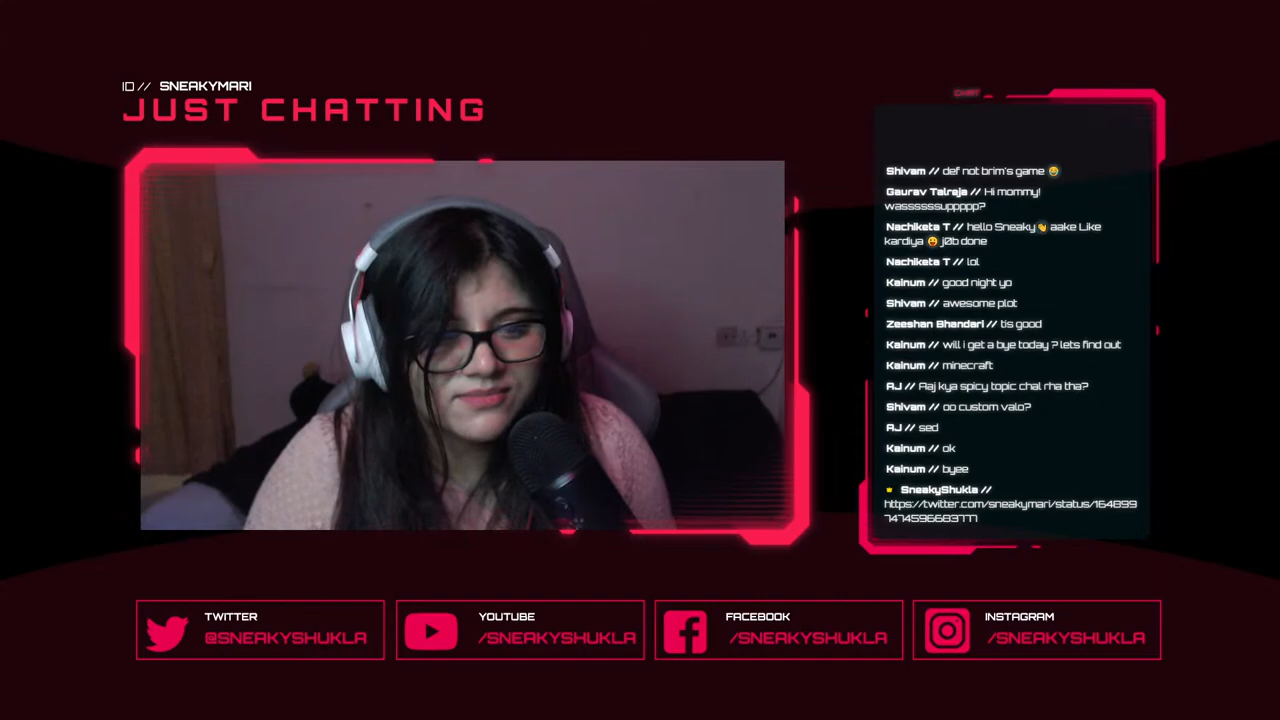 ID // SNEAKYMARI
JUST CHATTING
CHAT
Shivam // def not brim's game
Gaurav Talreja // Hi mommy!
wassssssuppppp?
Nachiketa T // hello Sneaky aake Like
kardiya j0b done
Nachiketa T // lol
Kainum // good night yo
Shivam // awesome plot
Zeeshan Bhandari // tis good
Kainum // will i get a bye today ? lets find out
Kainum // minecraft
AJ // Aaj kya spicy topic chal rha tha?
Shivam // oo custom valo?
AJ // sed
Kainum // ok
Kainum // byee
SneakyShukla //
https://twitter.com/sneakymari/status/164899
7474596683777
TWITTER
@SNEAKYSHUKLA
YOUTUBE
/SNEAKYSHUKLA
FACEBOOK
/SNEAKYSHUKLA
INSTAGRAM
/SNEAKYSHUKLA